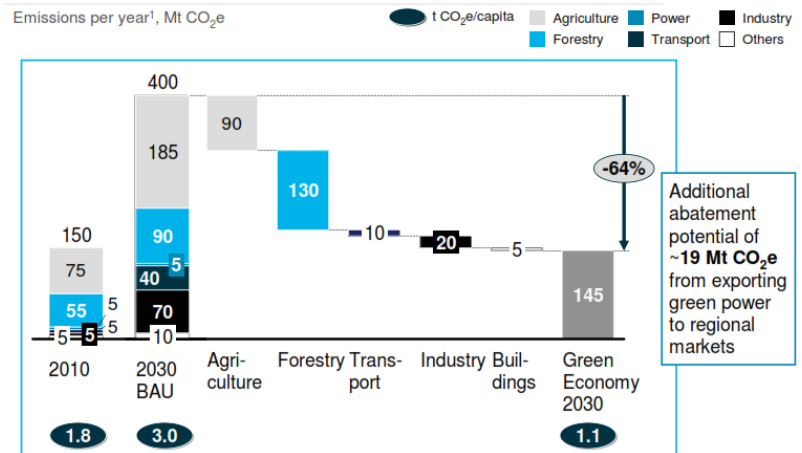 Emissions per year¹, Mt CO₂e
t CO₂e/capita
Agriculture
Power
Industry
Forestry
Transport
Others
400
90
185
-64%
130
Additional
abatement
potential of
~19 Mt CO₂e
from exporting
green power
to regional
markets
150
90
10
75
5
20
5
40
145
55
5
70
5
5
5
10
2010
2030
BAU
Agri-
culture
Forestry
Trans-
port
Industry
Buil-
dings
Green
Economy
2030
1.8
3.0
1.1